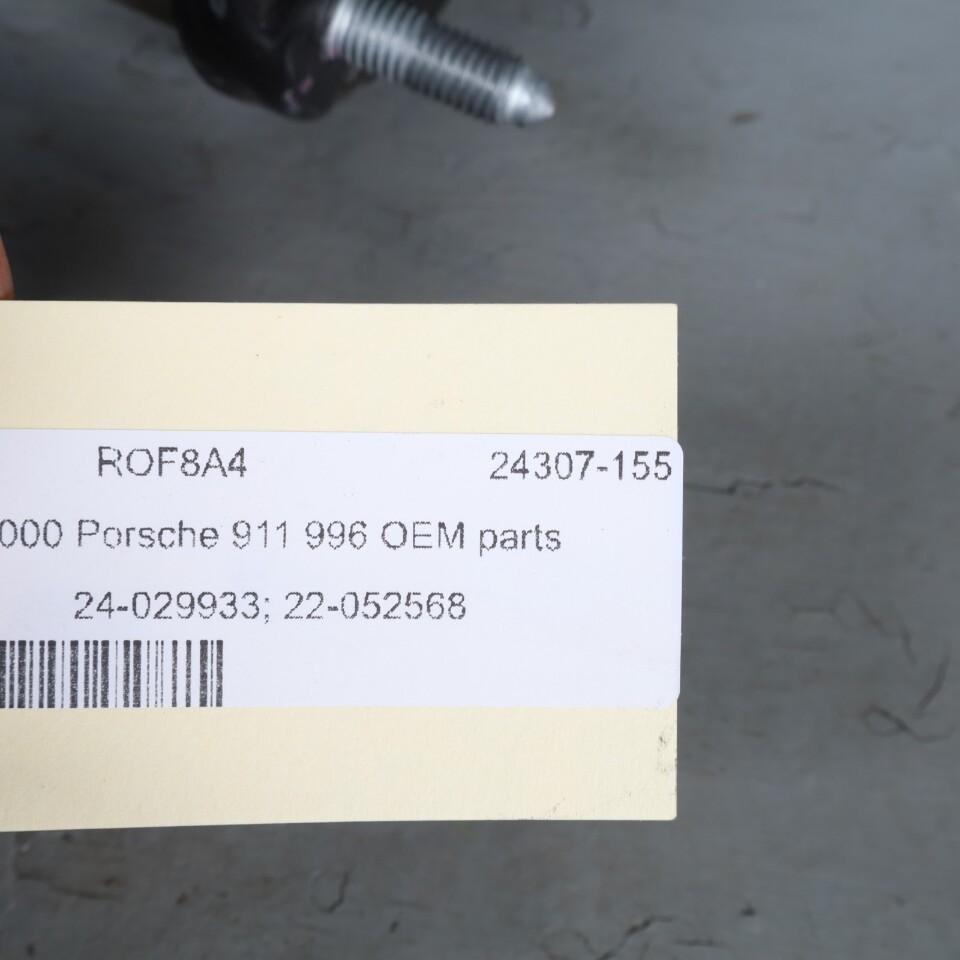 ROF8A4 24307-155
000 Porsche 911 996 OEM parts
24-029933; 22-052568